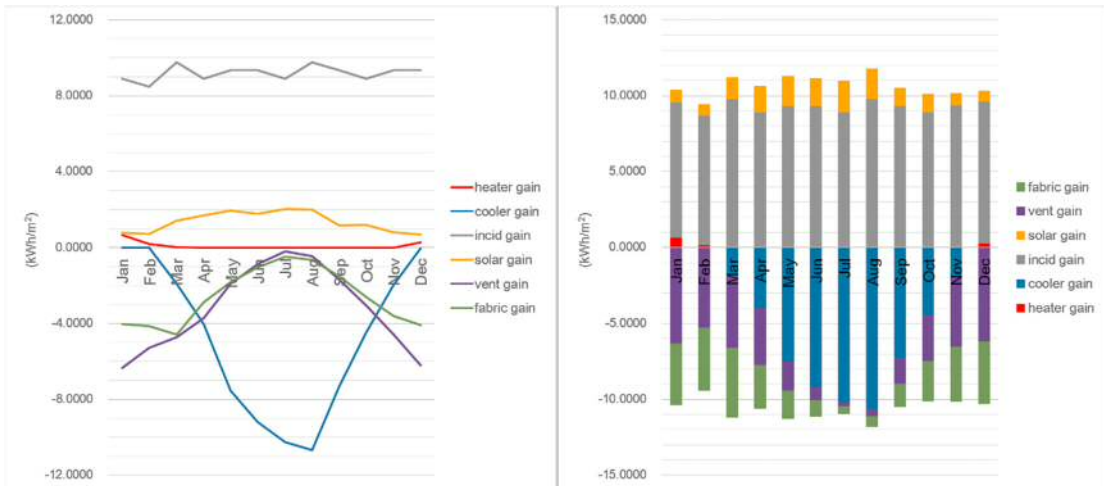 12.0000
8.0000
4.0000
0.0000
-4.0000
-8.0000
-12.0000
(kWh/m²)
Jan Feb Mar Apr May Jun Jul Aug Sep Oct Nov Dec
heater gain
cooler gain
incid gain
solar gain
vent gain
fabric gain
15.0000
10.0000
5.0000
0.0000
-5.0000
-10.0000
-15.0000
(kWh/m²)
Jan Feb Mar Apr May Jun Jul Aug Sep Oct Nov Dec
fabric gain
vent gain
solar gain
incid gain
cooler gain
heater gain